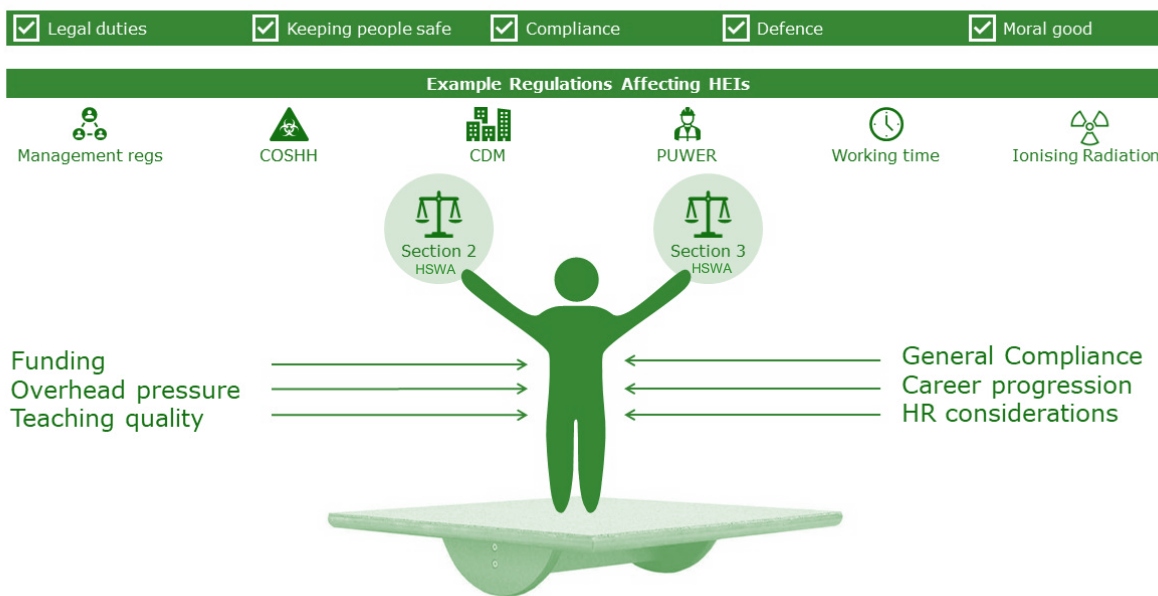 Legal duties
Keeping people safe
Compliance
Defence
Moral good
Example Regulations Affecting HEIs
Management regs
COSHH
CDM
PUWER
Working time
Ionising Radiation
Section 2
HSWA
Section 3
HSWA
Funding
Overhead pressure
Teaching quality
General Compliance
Career progression
HR considerations